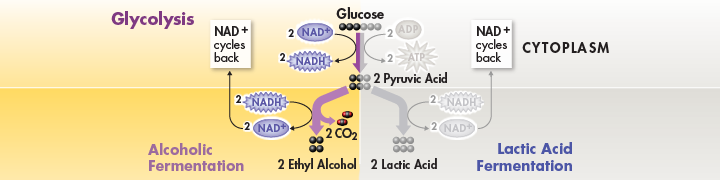 Glycolysis
Glucose
NAD+
cycles
back
2 NAD+
2 ADP
NAD+
cycles
back
CYTOPLASM
2 NADH
2 ATP
2 Pyruvic Acid
2 NADH
2 NADH
2 NAD+
2 CO2
2 NAD+
Alcoholic
Fermentation
2 Ethyl Alcohol
2 Lactic Acid
Lactic Acid
Fermentation